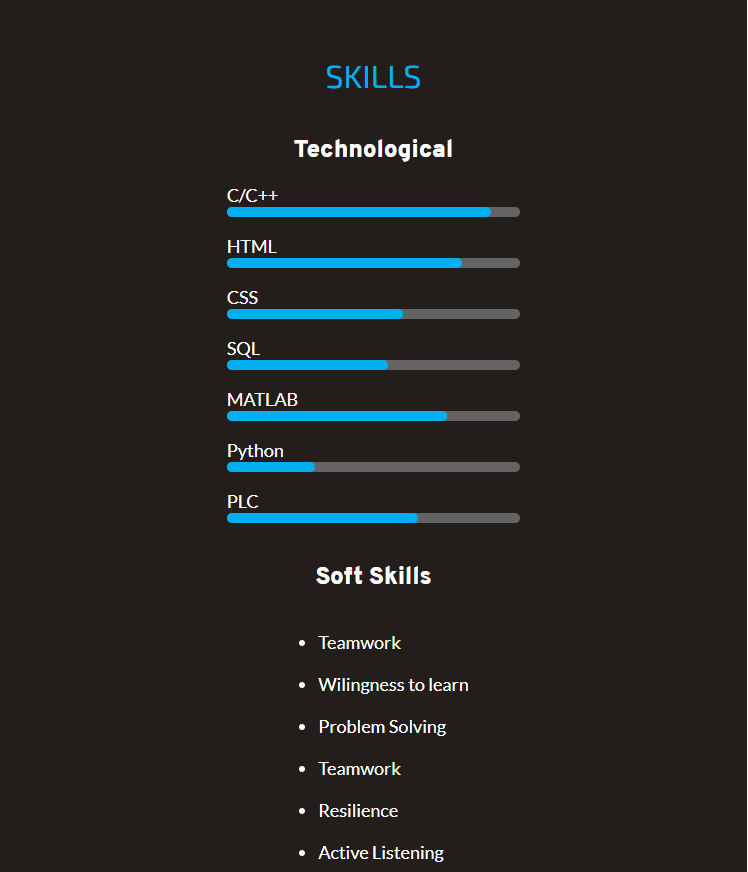 SKILLS
Technological
C/C++
HTML
CSS
SQL
MATLAB
Python
PLC
Soft Skills
• Teamwork
• Wilingness to learn
• Problem Solving
• Teamwork
• Resilience
• Active Listening